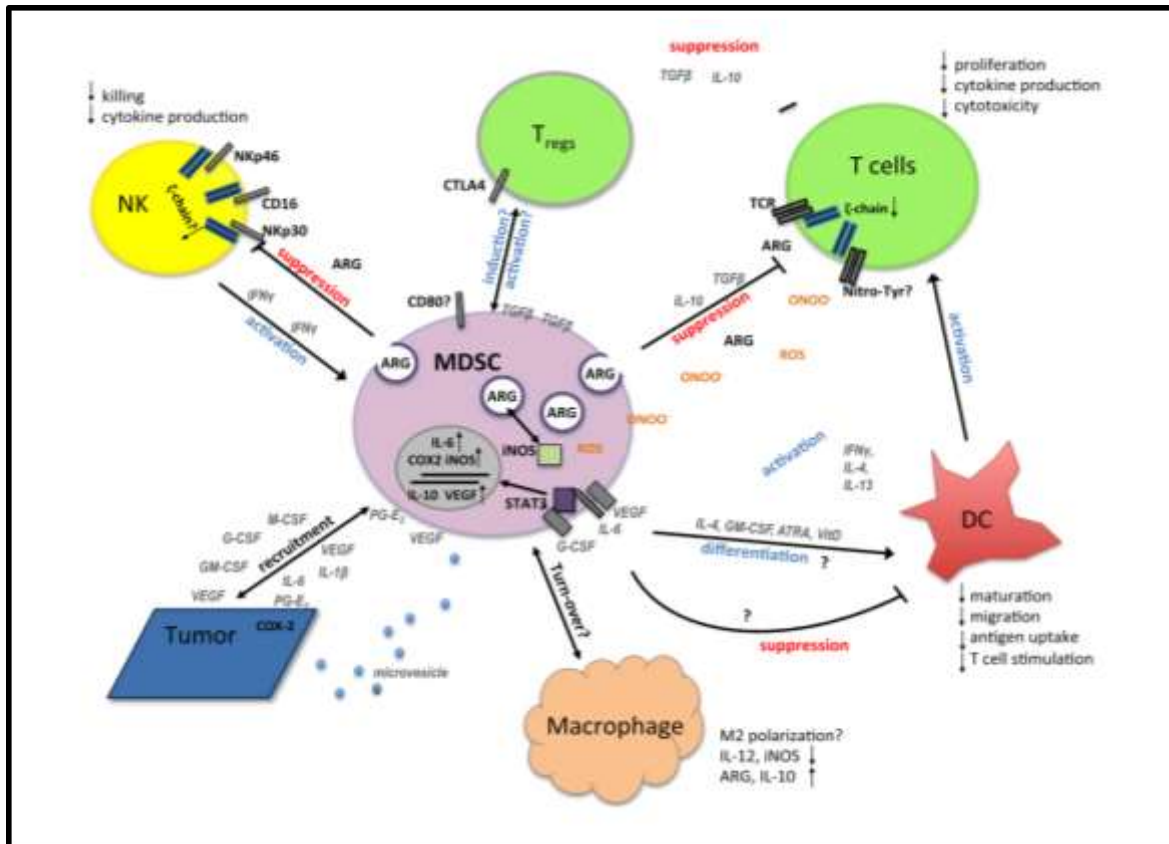 suppression
TGFβ IL-10
↓ proliferation
↓ cytokine production
↓ cytotoxicity
↓ killing
↓ cytokine production
NK
NKp46
CD16
NKp30
ξ-chain?
Tregs
CTLA4
T cells
TCR
ξ-chain ↓
ARG
Nitro-Tyr?
suppression
ARG
IFNγ
IFNγ
activation
induction?
activation?
CD80?
TGFβ TGFβ
TGFβ
IL-10
suppression
ONOO-
ARG
ROS
ONOO-
ONOO-
activation
MDSC
ARG
ARG
ARG
ARG
iNOS
ROS
IL-6 ↑
COX2 iNOS ↑
IL-10 VEGF ↑
STAT3
VEGF
IL-6
G-CSF
PG-E2
VEGF
activation
IFNγ,
IL-4,
IL-13
DC
IL-4, GM-CSF, ATRA, VitD
differentiation ?
?
suppression
↓ maturation
↓ migration
↓ antigen uptake
↓ T cell stimulation
M-CSF
G-CSF
recruitment
GM-CSF
VEGF
IL-6
IL-1β
VEGF
PG-E2
COX-2
Tumor
microvesicle
Turn-over?
Macrophage
M2 polarization?
IL-12, iNOS ↓
ARG, IL-10 ↑